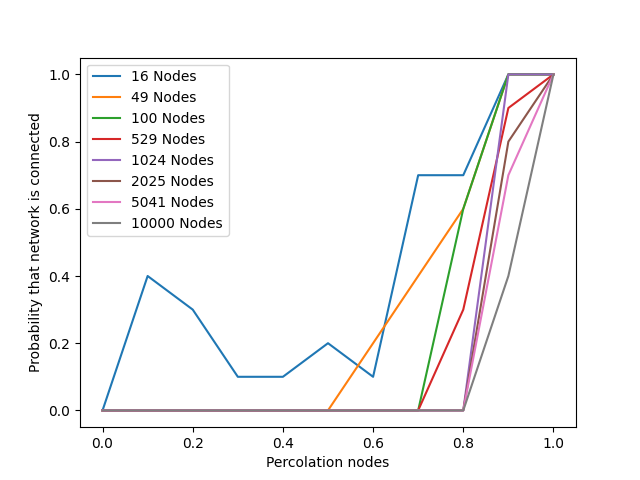 16 Nodes
49 Nodes
100 Nodes
529 Nodes
1024 Nodes
2025 Nodes
5041 Nodes
10000 Nodes
Probability that network is connected
1.0
0.8
0.6
0.4
0.2
0.0
0.0 0.2 0.4 0.6 0.8 1.0
Percolation nodes